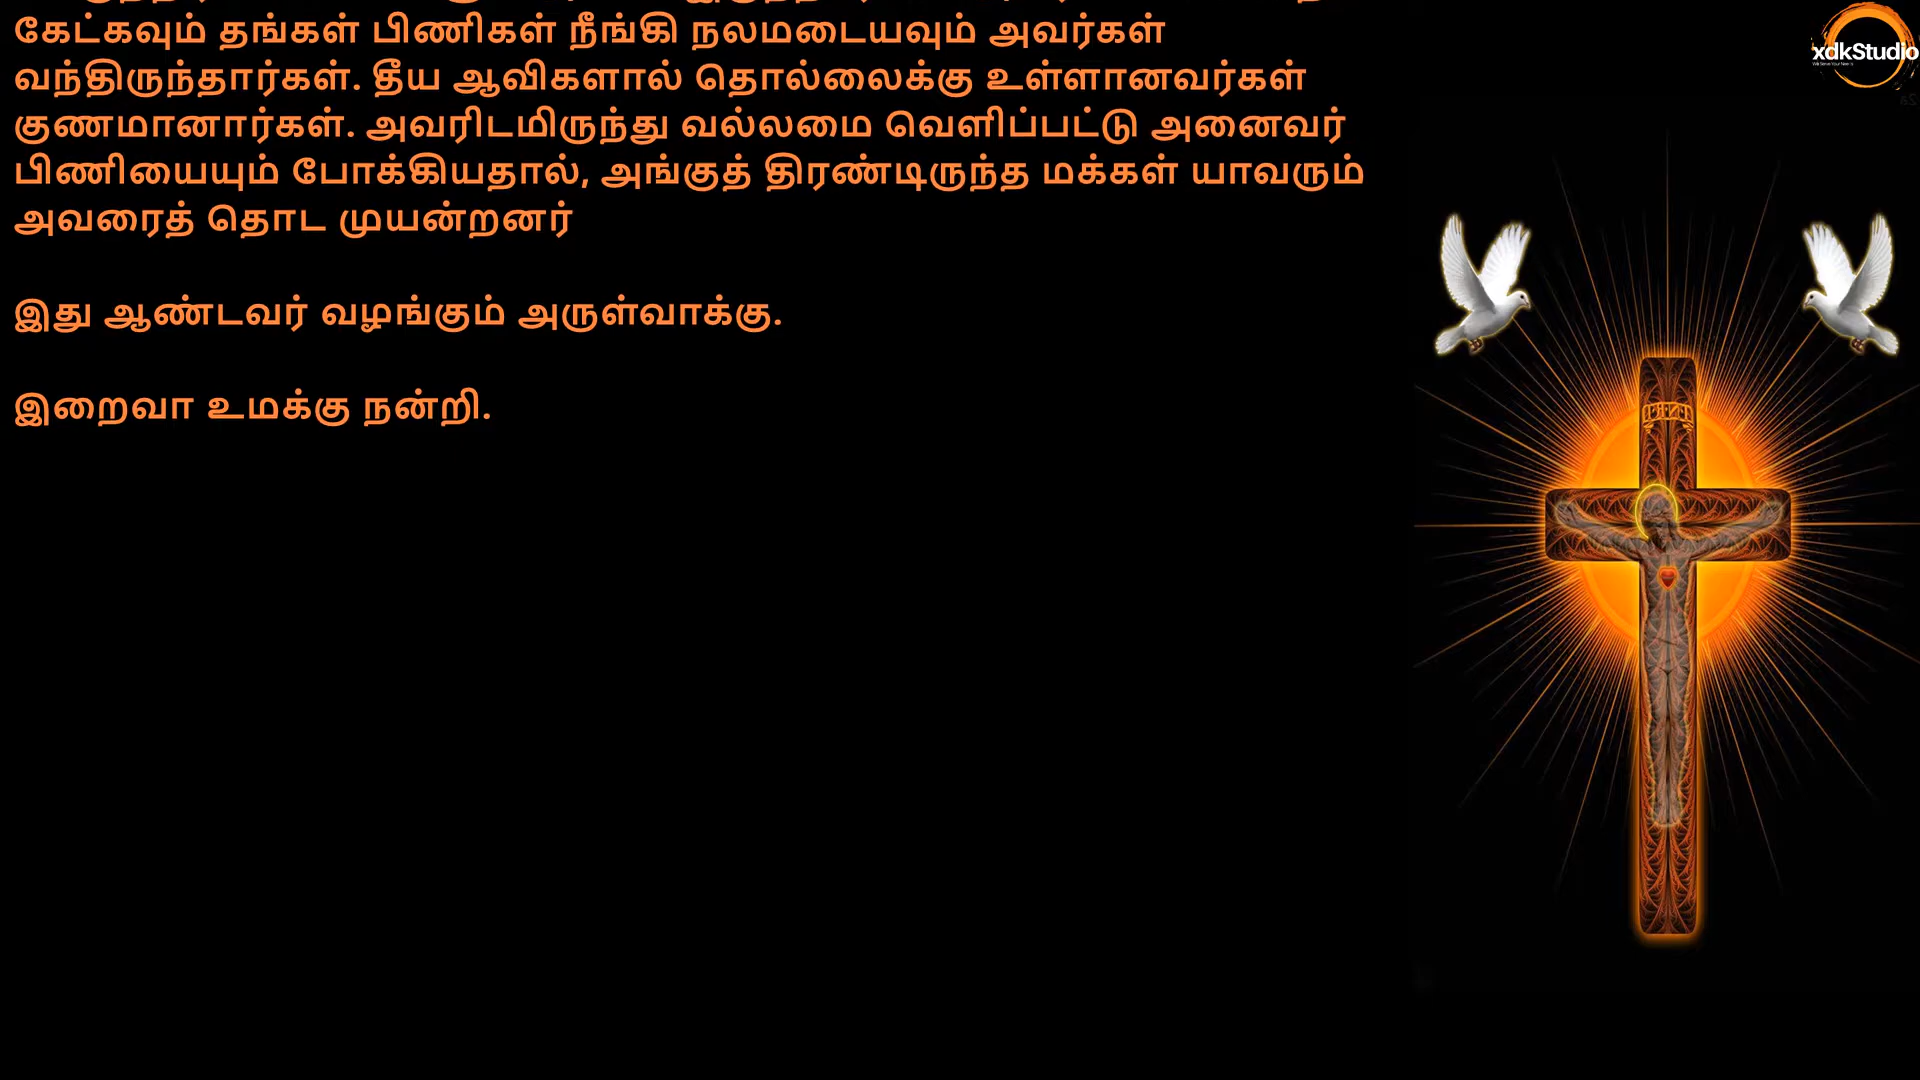 கேட்கவும் தங்கள் பிணிகள் நீங்கி நலமடையவும் அவர்கள்
வந்திருந்தார்கள். தீய ஆவிகளால் தொல்லைக்கு உள்ளானவர்கள்
குணமானார்கள். அவரிடமிருந்து வல்லமை வெளிப்பட்டு அனைவர்
பிணியையும் போக்கியதால், அங்குத் திரண்டிருந்த மக்கள் யாவரும்
அவரைத் தொட முயன்றனர்
இது ஆண்டவர் வழங்கும் அருள்வாக்கு.
இறைவா உமக்கு நன்றி.
xdkStudio